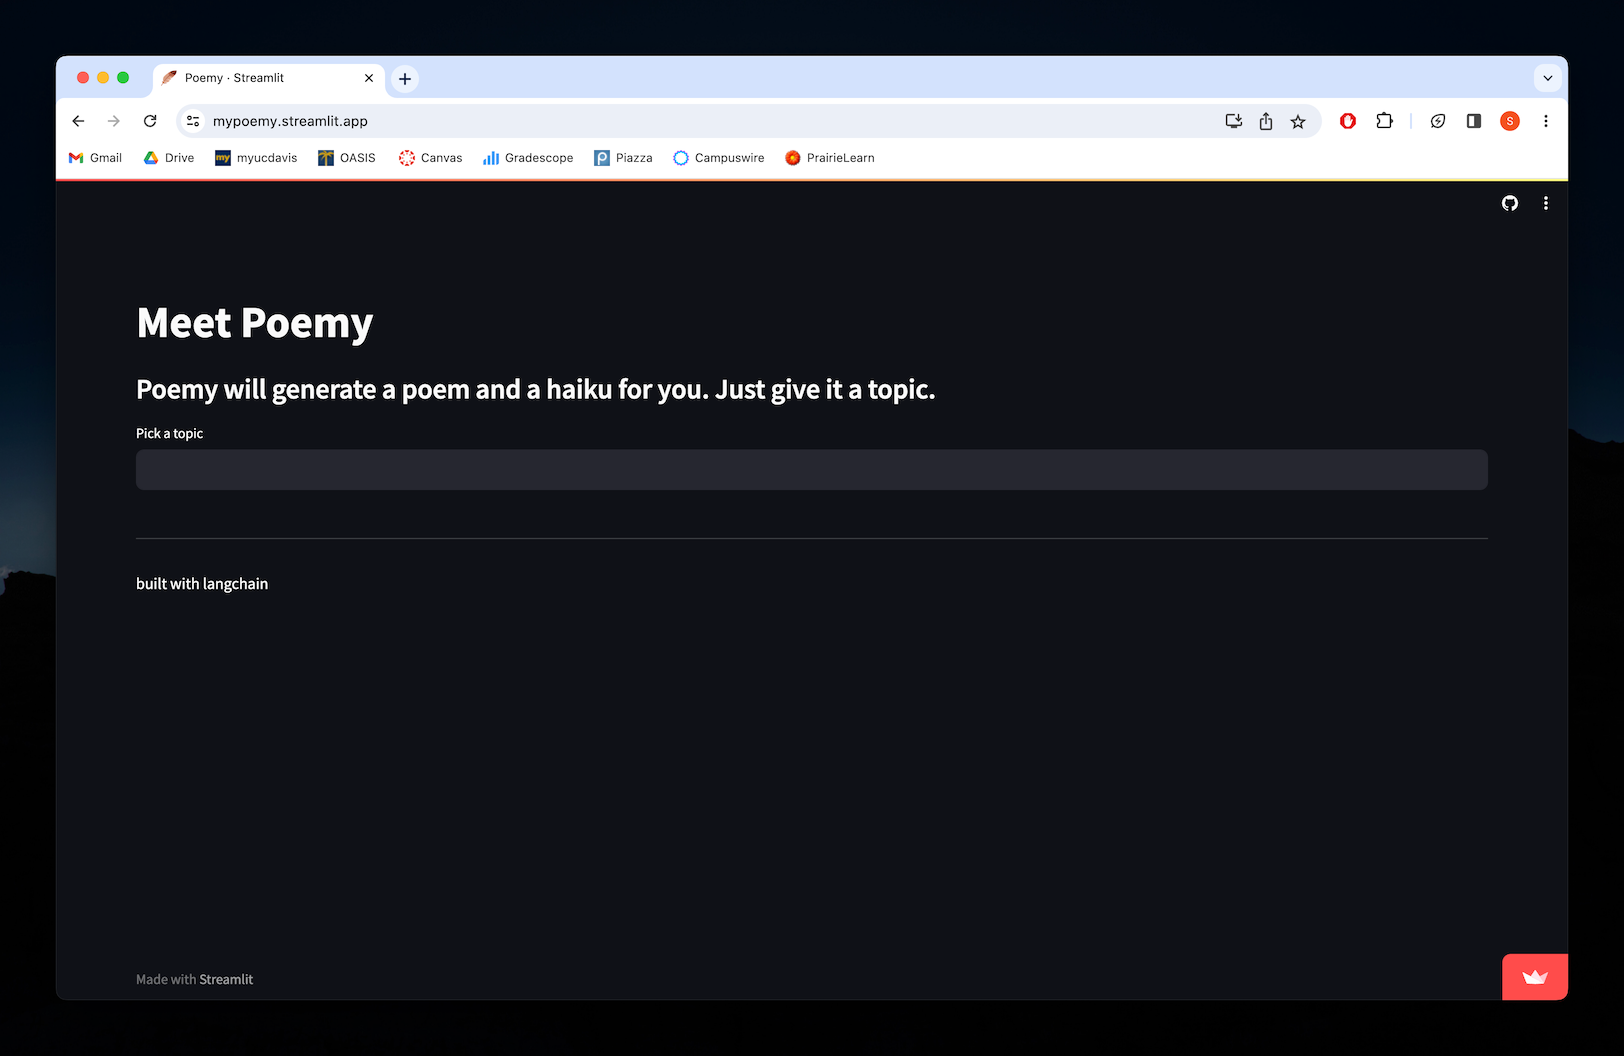 Poemy · Streamlit
mypoemy.streamlit.app
S
Gmail Drive my myucdavis OASIS Canvas Gradescope Piazza Campuswire PrairieLearn
Meet Poemy
Poemy will generate a poem and a haiku for you. Just give it a topic.
Pick a topic
built with langchain
Made with Streamlit